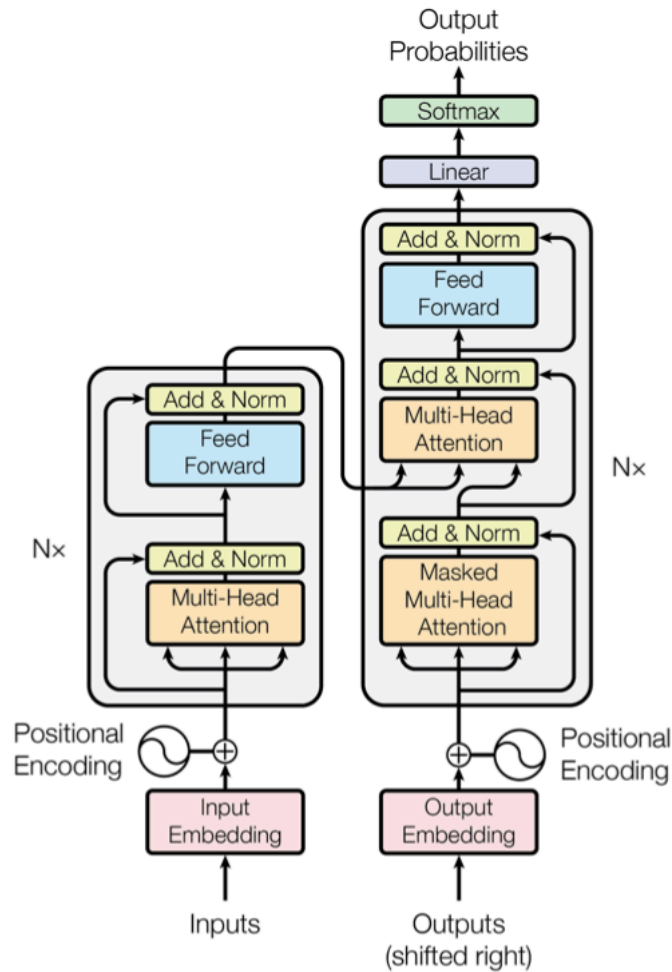 Output
Probabilities
Softmax
Linear
Add & Norm
Feed
Forward
Add & Norm
Multi-Head
Attention
Nx
Add & Norm
Masked
Multi-Head
Attention
Add & Norm
Feed
Forward
Nx
Add & Norm
Multi-Head
Attention
Positional
Encoding
Positional
Encoding
Input
Embedding
Output
Embedding
Inputs
Outputs
(shifted right)